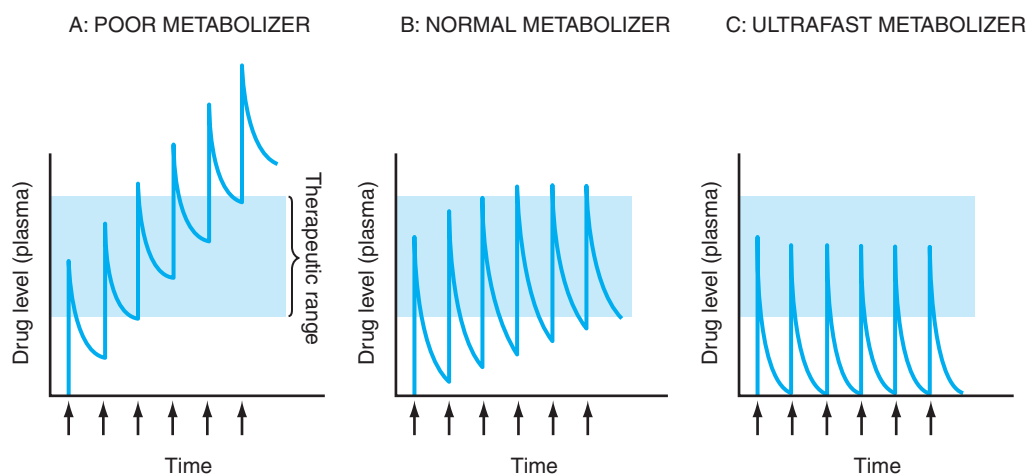 A: POOR METABOLIZER
B: NORMAL METABOLIZER
C: ULTRAFAST METABOLIZER
Drug level (plasma)
Therapeutic range
Time
Drug level (plasma)
Time
Drug level (plasma)
Time